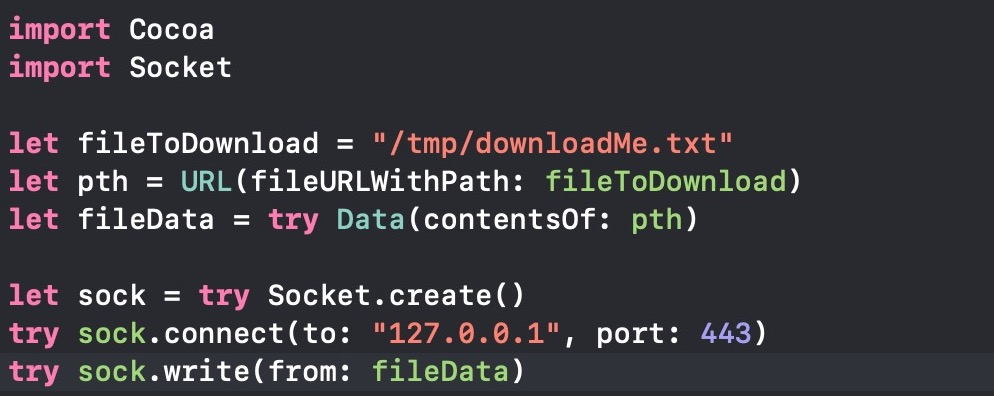 import Cocoa
import Socket
let fileToDownload = "/tmp/downloadMe.txt"
let pth = URL(fileURLWithPath: fileToDownload)
let fileData = try Data(contentsOf: pth)
let sock = try Socket.create()
try sock.connect(to: "127.0.0.1", port: 443)
try sock.write(from: fileData)